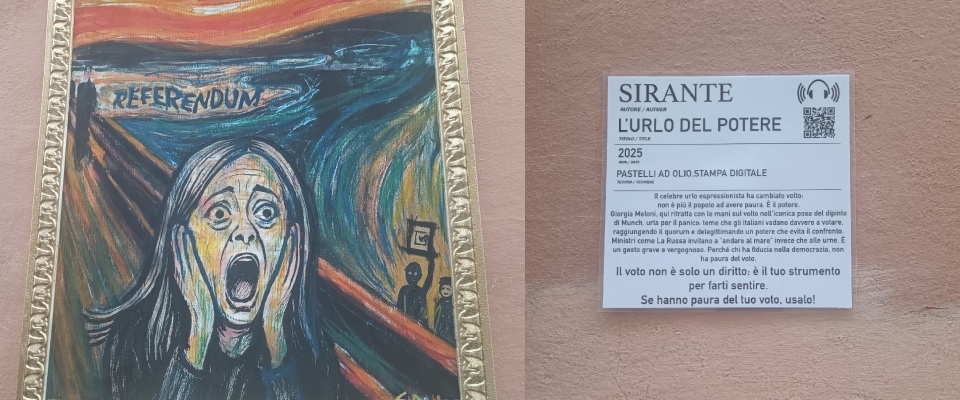 REFERENDUM
SIRANTE
AUTORE / AUTHER
L'URLO DEL POTERE
TITOLO / TITLE
2025
DATA / DATE
PASTELLI AD OLIO.STAMPA DIGITALE
TECNICA / TECHNIQUE
Il celebre urlo espressionista ha cambiato volto:
non è più il popolo ad avere paura. È il potere.
Giorgia Meloni, qui ritratta con le mani sul volto nell'iconica posa del dipinto
di Munch, urla per il panico: teme che gli italiani vadano davvero a votare,
raggiungendo il quorum e delegittimando un potere che evita il confronto.
Ministri come La Russa invitano a "andare al mare" invece che alle urne. È
un gesto grave e vergognoso. Perché chi ha fiducia nella democrazia, non
ha paura del voto.
Il voto non è solo un diritto: è il tuo strumento
per farti sentire.
Se hanno paura del tuo voto, usalo!